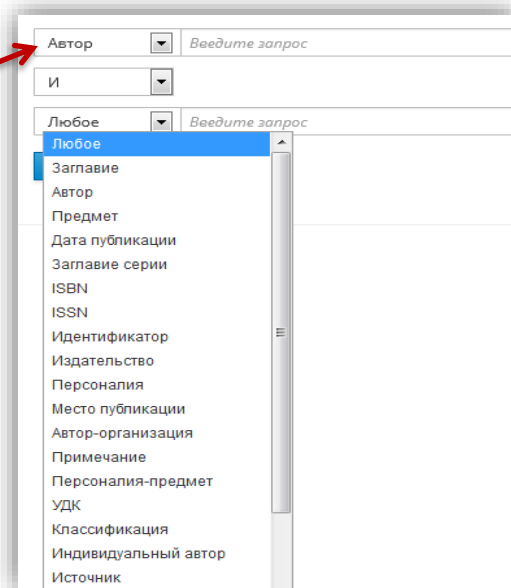 Автор Введите запрос
И
Любое Введите запрос
Любое
Заглавие
Автор
Предмет
Дата публикации
Заглавие серии
ISBN
ISSN
Идентификатор
Издательство
Персоналия
Место публикации
Автор-организация
Примечание
Персоналия-предмет
УДК
Классификация
Индивидуальный автор
Источник